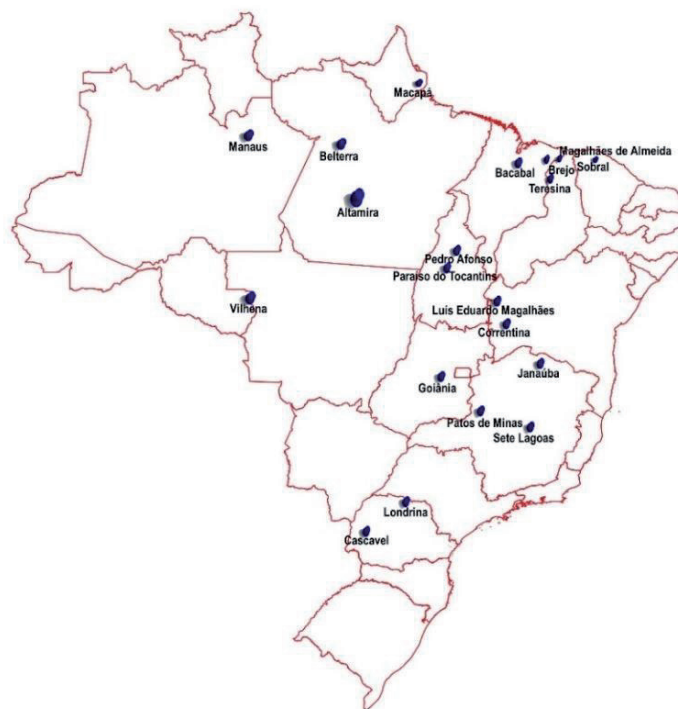 Macapá
Manaus
Belterra
Magalhães de Almeida
Bacabal
Brejo
Sobral
Teresina
Altamira
Pedro Afonso
Paraíso do Tocantins
Vilhena
Luís Eduardo Magalhães
Correntina
Janaúba
Goiânia
Patos de Minas
Sete Lagoas
Londrina
Cascavel